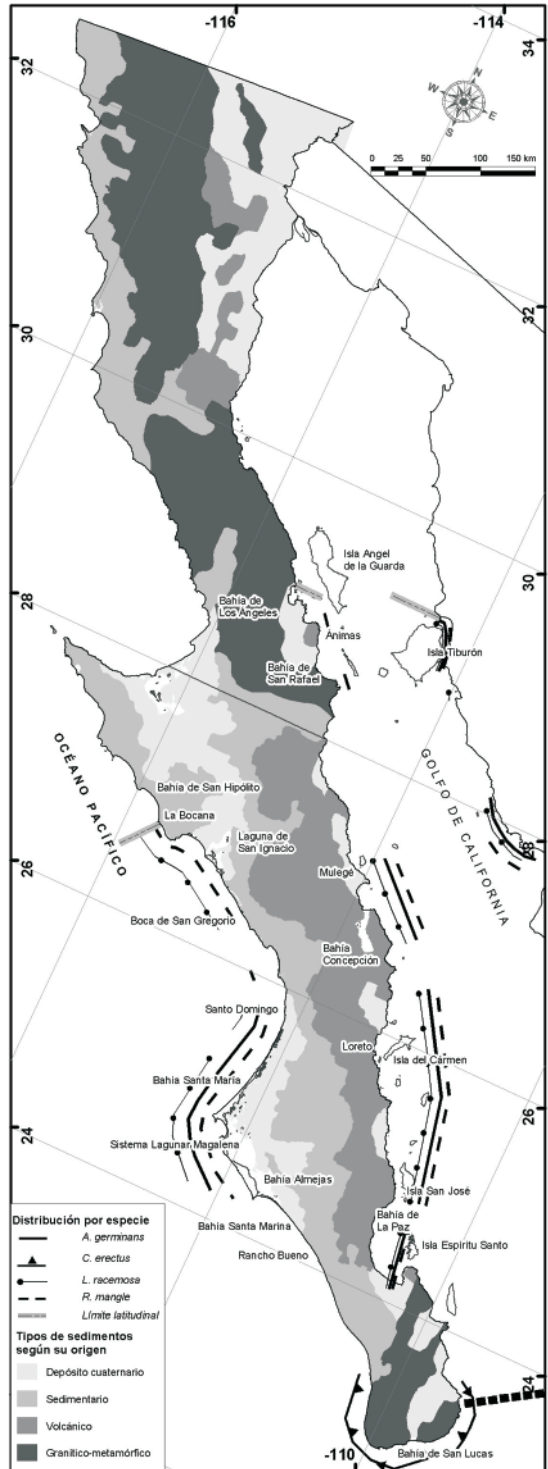 -116
-114
32
34
N
W
E
S
0 25 50 100 150 km
30
32
28
30
Isla Angel
de la Guarda
Bahía de
Los Angeles
Ánimas
Isla Tiburón
Bahía de
San Rafael
OCÉANO PACÍFICO
GOLFO DE CALIFORNIA
Bahía de San Hipólito
La Bocana
Laguna de
San Ignacio
28
26
Mulegé
Boca de San Gregorio
Bahía
Concepción
Santo Domingo
Loreto
Isla del Carmen
26
Bahía Santa María
24
Sistema Lagunar Magalena
Bahía Almejas
Isla San José
Bahía Santa Marina
Bahía de
La Paz
Isla Espíritu Santo
Rancho Bueno
Distribución por especie
A. germinans
C. erectus
L. racemosa
R. mangle
Límite latitudinal
Tipos de sedimentos
según su origen
Depósito cuaternario
Sedimentario
Volcánico
Granítico-metamórfico
24
-110
Bahía de San Lucas